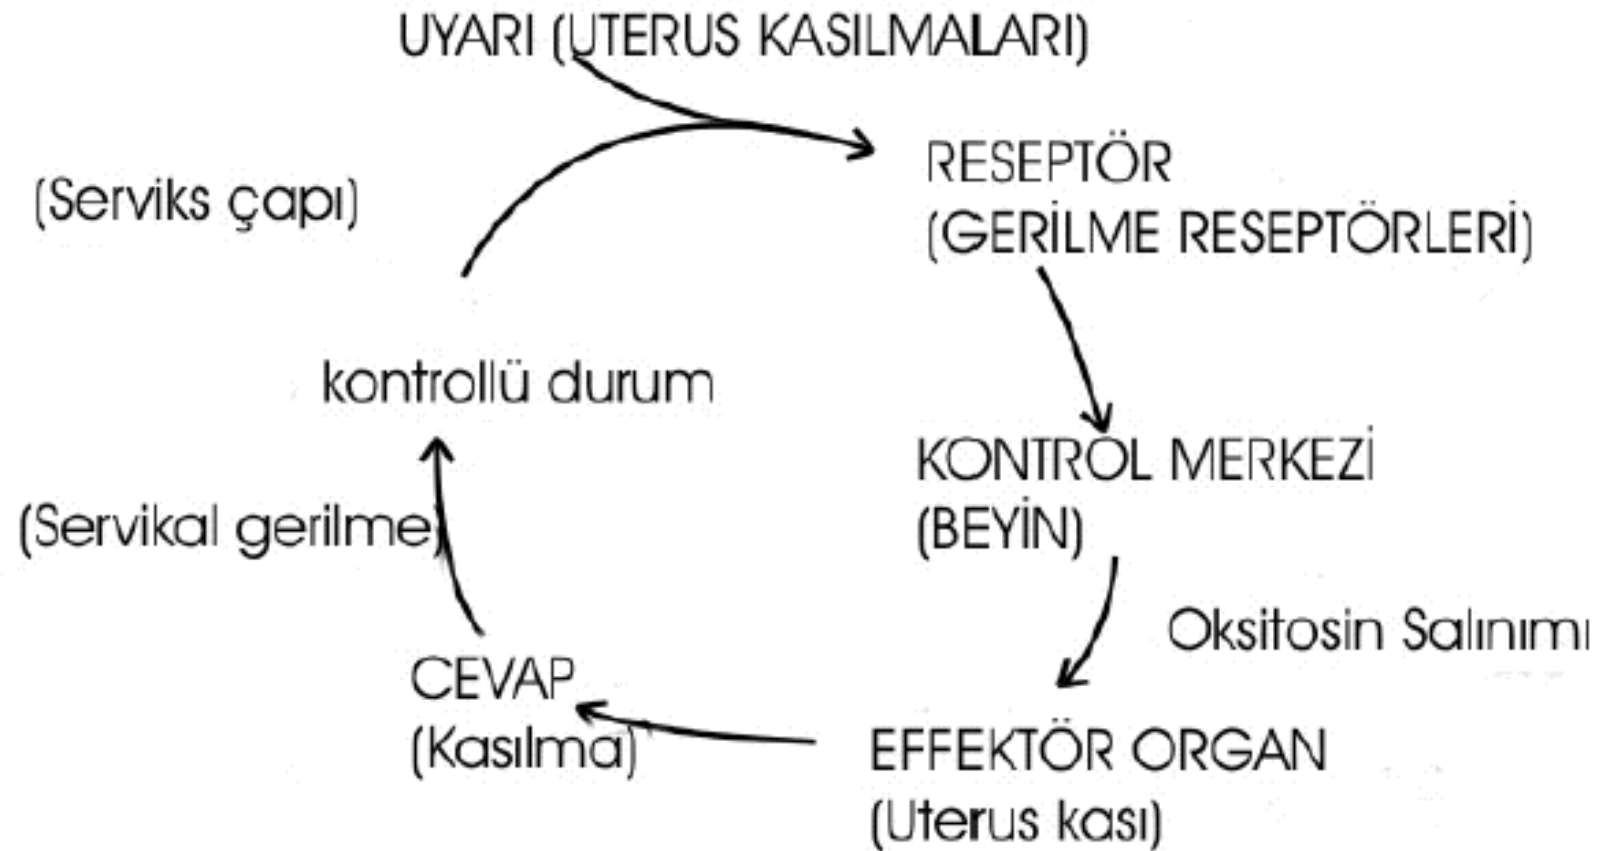 UYARI (UTERUS KASILMALARI)
RESEPTÖR
(GERİLME RESEPTÖRLERİ)
(Serviks çapı)
kontrollü durum
KONTROL MERKEZİ
(BEYİN)
(Servikal gerilme)
Oksitosin Salınımı
CEVAP
(Kasılma)
EFFEKTÖR ORGAN
(Uterus kası)